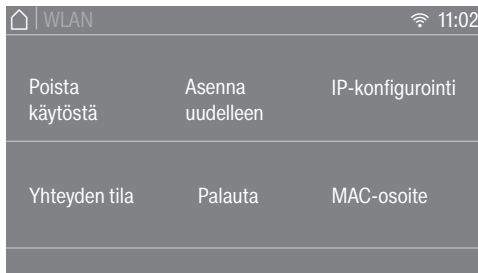 WLAN 11:02
Poista käytöstä
Asenna uudelleen
IP-konfigurointi
Yhteyden tila
Palauta
MAC-osoite